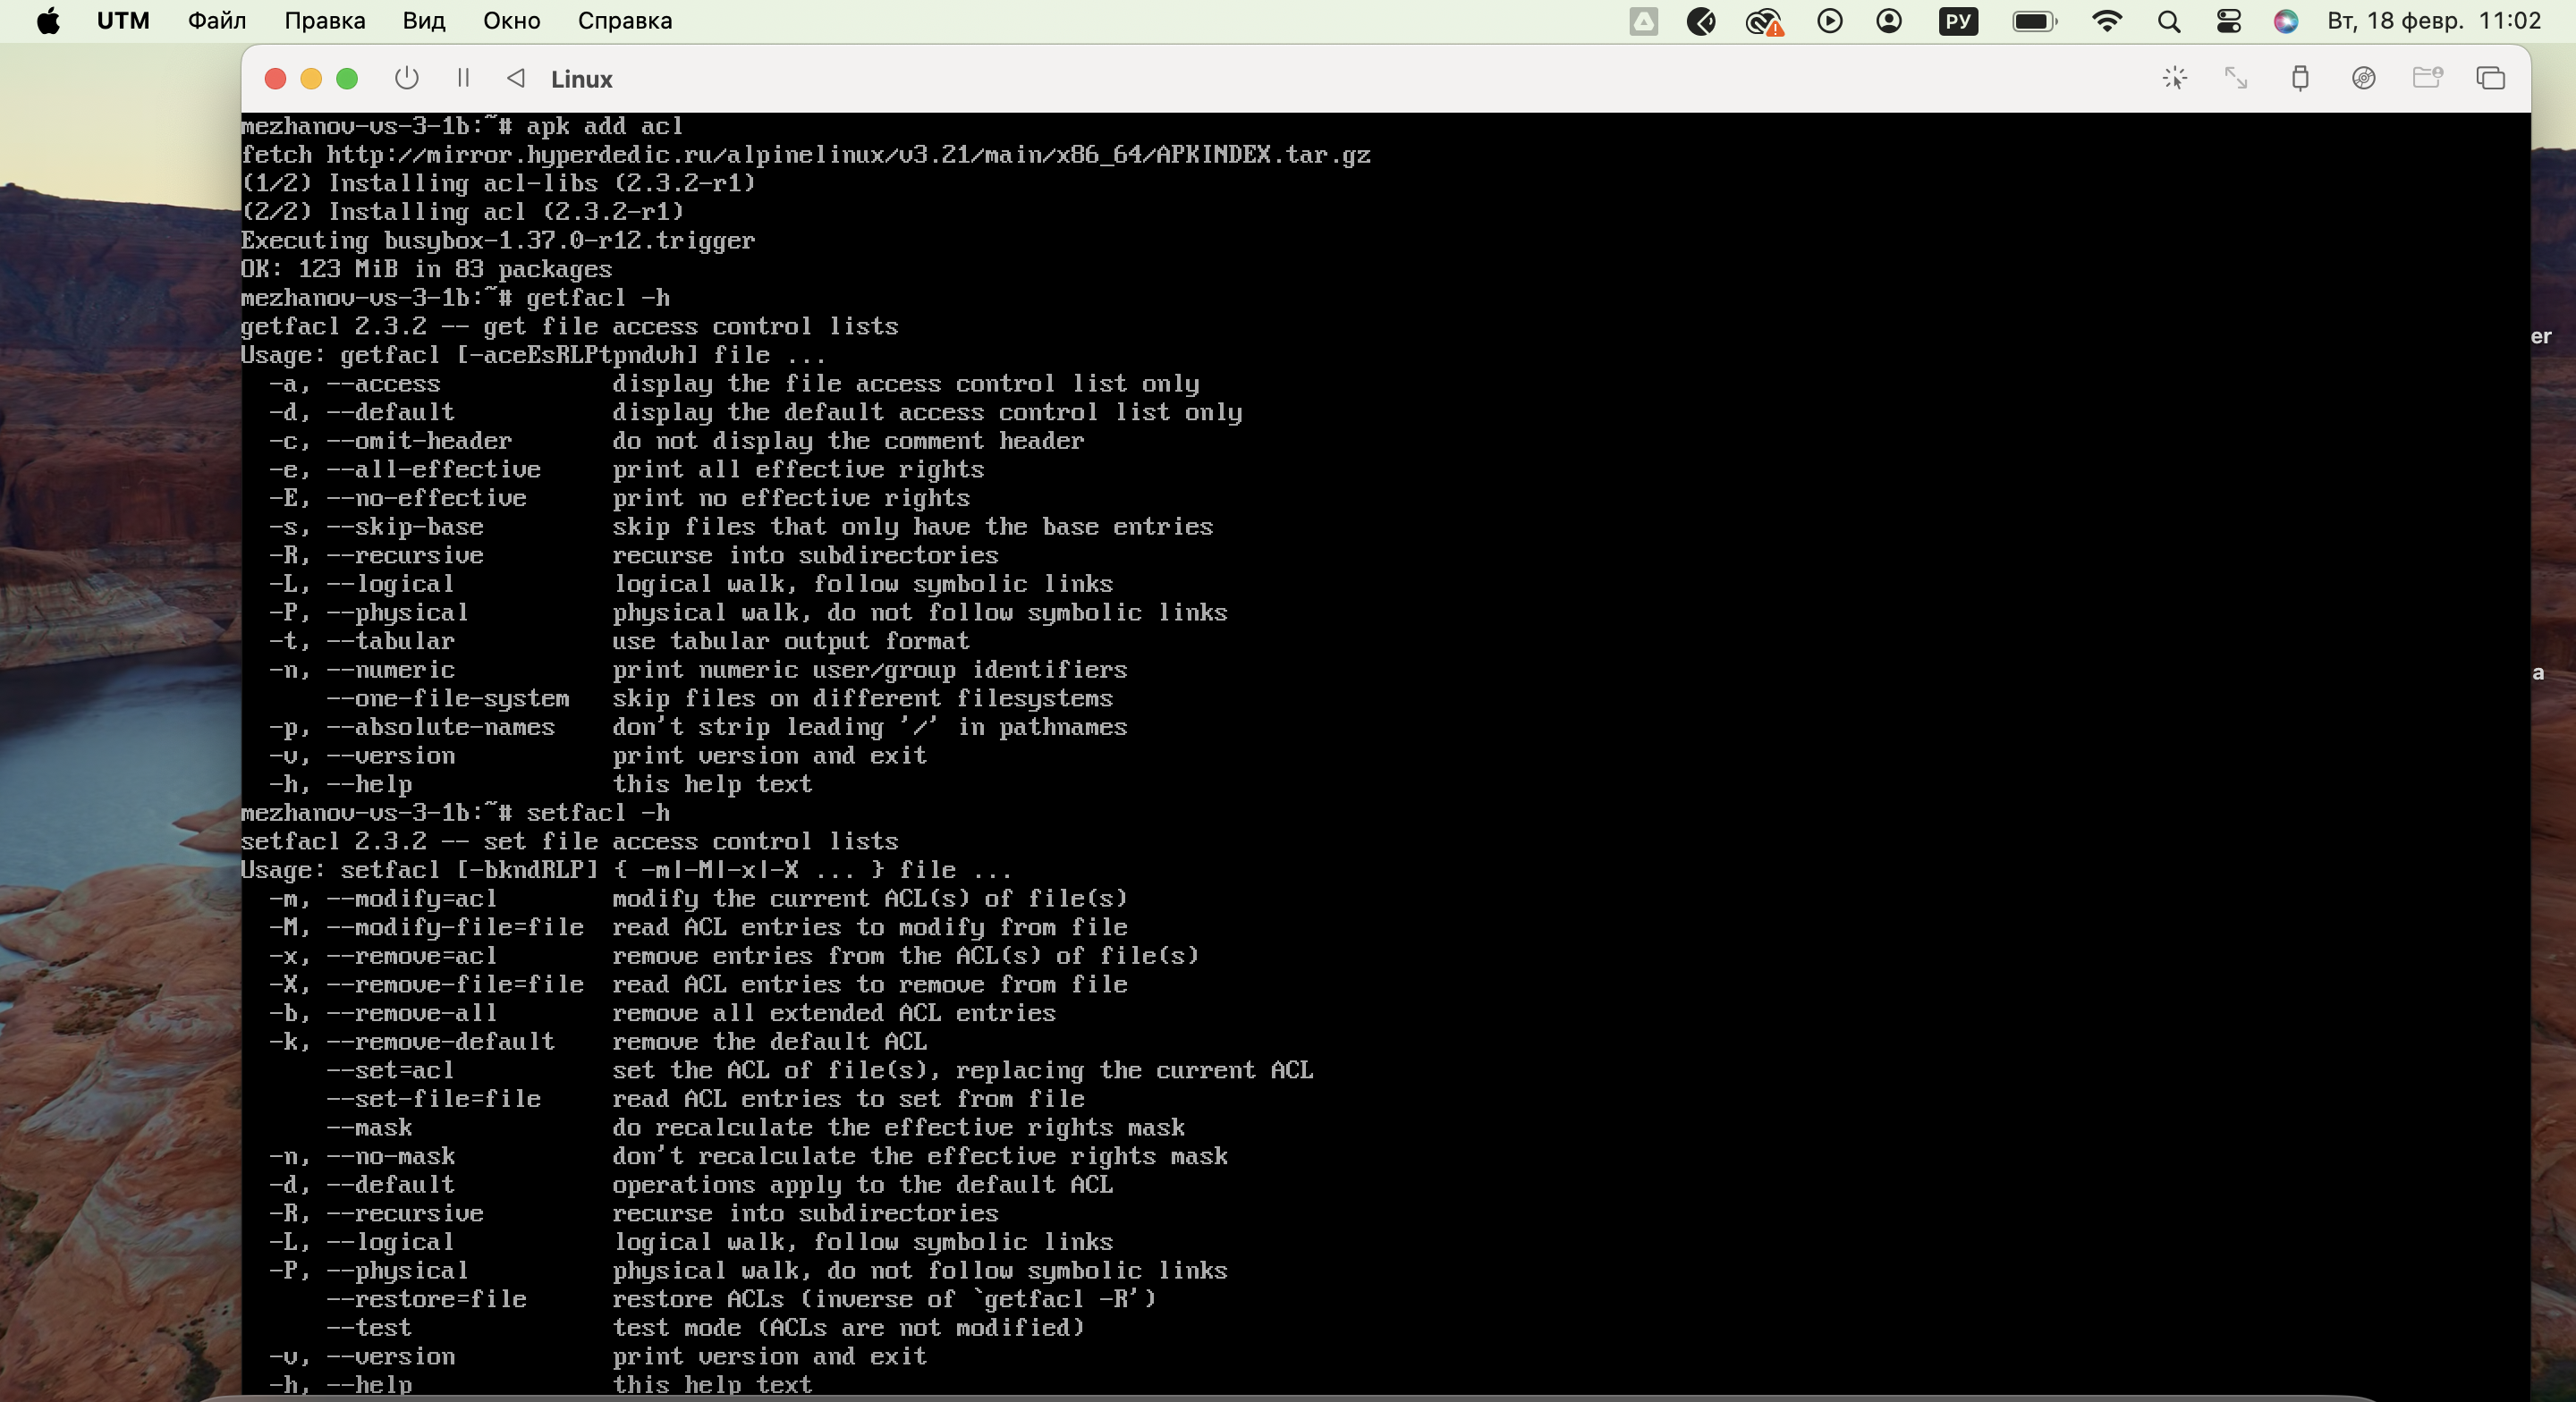 UTM Файл Правка Вид Окно Справка РУ Вт, 18 февр. 11:02
Linux
mezhanov-vs-3-1b:~# apk add acl
fetch http://mirror.hyperdedic.ru/alpinelinux/v3.21/main/x86_64/APKINDEX.tar.gz
(1/2) Installing acl-libs (2.3.2-r1)
(2/2) Installing acl (2.3.2-r1)
Executing busybox-1.37.0-r12.trigger
OK: 123 MiB in 83 packages
mezhanov-vs-3-1b:~# getfacl -h
getfacl 2.3.2 -- get file access control lists
Usage: getfacl [-aceEsRLPtpndvh] file ...
  -a, --access            display the file access control list only
  -d, --default           display the default access control list only
  -c, --omit-header       do not display the comment header
  -e, --all-effective     print all effective rights
  -E, --no-effective      print no effective rights
  -s, --skip-base         skip files that only have the base entries
  -R, --recursive         recurse into subdirectories
  -L, --logical           logical walk, follow symbolic links
  -P, --physical          physical walk, do not follow symbolic links
  -t, --tabular           use tabular output format
  -n, --numeric           print numeric user/group identifiers
      --one-file-system   skip files on different filesystems
  -p, --absolute-names    don't strip leading '/' in pathnames
  -v, --version           print version and exit
  -h, --help              this help text
mezhanov-vs-3-1b:~# setfacl -h
setfacl 2.3.2 -- set file access control lists
Usage: setfacl [-bkndRLP] { -m|-M|-x|-X ... } file ...
  -m, --modify=acl        modify the current ACL(s) of file(s)
  -M, --modify-file=file  read ACL entries to modify from file
  -x, --remove=acl        remove entries from the ACL(s) of file(s)
  -X, --remove-file=file  read ACL entries to remove from file
  -b, --remove-all        remove all extended ACL entries
  -k, --remove-default    remove the default ACL
      --set=acl           set the ACL of file(s), replacing the current ACL
      --set-file=file     read ACL entries to set from file
      --mask              do recalculate the effective rights mask
  -n, --no-mask           don't recalculate the effective rights mask
  -d, --default           operations apply to the default ACL
  -R, --recursive         recurse into subdirectories
  -L, --logical           logical walk, follow symbolic links
  -P, --physical          physical walk, do not follow symbolic links
      --restore=file      restore ACLs (inverse of `getfacl -R')
      --test              test mode (ACLs are not modified)
  -v, --version           print version and exit
  -h, --help              this help text
er
a